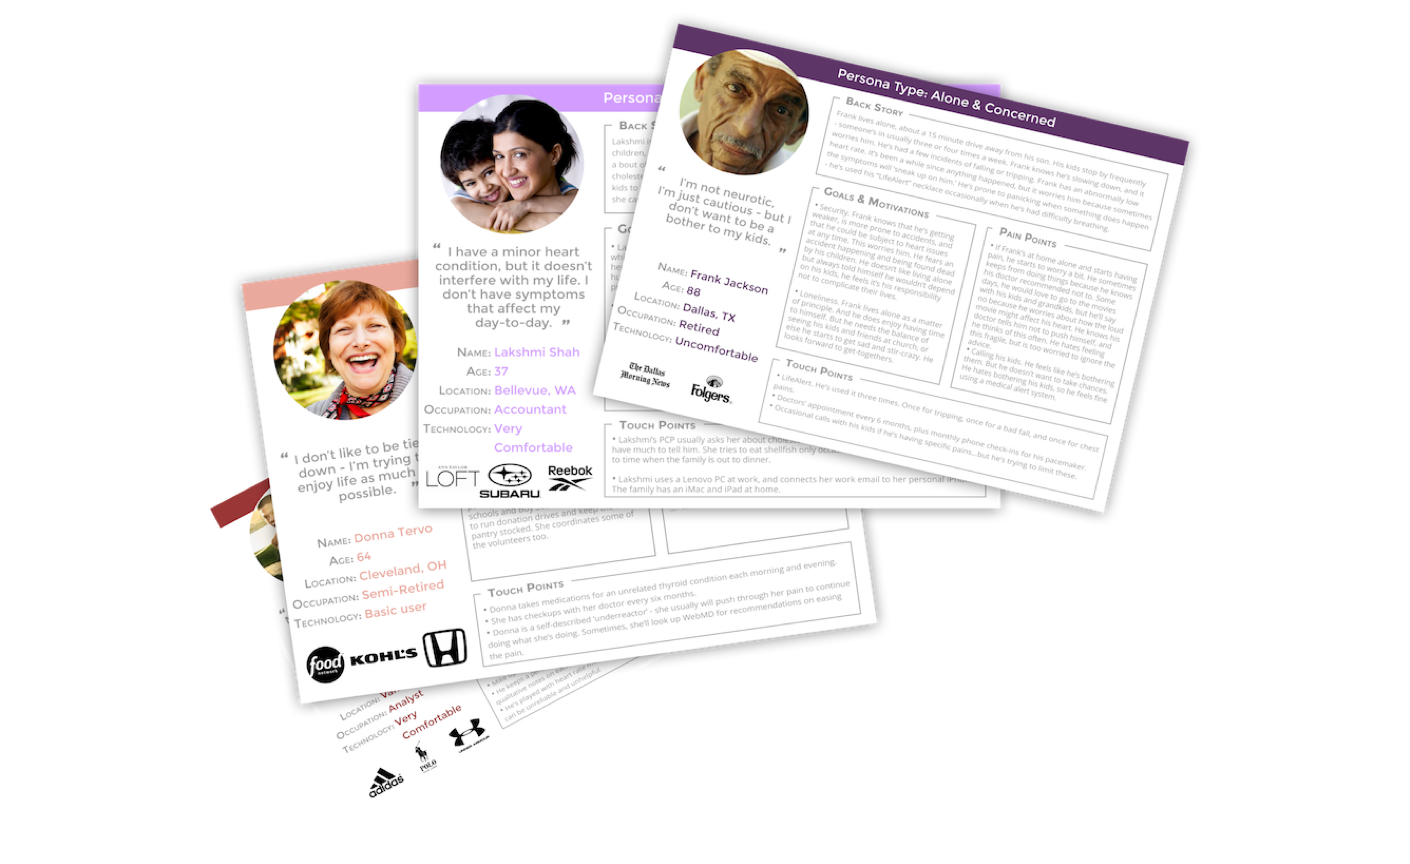 Persona Type: Alone & Concerned
“ I'm not neurotic,
I'm just cautious - but I
don't want to be a
bother to my kids. ”
Name: Frank Jackson
Age: 88
Location: Dallas, TX
Occupation: Retired
Technology: Uncomfortable
The Dallas
Morning News
Folgers
Back Story
Frank lives alone, about a 15 minute drive away from his son. His kids stop by frequently
- someone's in usually three or four times a week. Frank knows he's slowing down, and it
worries him. He's had a few incidents of falling or tripping. Frank has an abnormally low
heart rate. It's been a while since anything happened, but it worries him because sometimes
the symptoms will 'sneak up on him.' He's prone to panicking when something does happen
- he's used his "LifeAlert" necklace occasionally when he's had difficulty breathing.
Goals & Motivations
• Security. Frank knows that he's getting
weaker, is more prone to accidents, and
that he could be subject to heart issues
at any time. This worries him. He fears an
accident happening and being found dead
by his children. He doesn't like living alone
but always told himself he wouldn't depend
on his kids, he feels it's his responsibility
not to complicate their lives.
• Loneliness. Frank lives alone as a matter
of principle. And he does enjoy having time
to himself. But he needs the balance of
seeing his kids and friends at church, or
else he starts to get sad and stir-crazy. He
looks forward to get-togethers.
Pain Points
• If Frank's at home alone and starts having
pain, he starts to worry a bit. He sometimes
keeps from doing things because he knows
his doctor recommended not to. Some
days, he would love to go to the movies
with his kids and grandkids, but he'll say
no because he worries about how the loud
movie might affect his heart. He knows his
doctor tells him not to push himself, and
he thinks of this often. He hates feeling
this fragile, but is too worried to ignore the
advice.
• Calling his kids. He feels like he's bothering
them. But he doesn't want to take chances.
He hates bothering his kids, so he feels fine
using a medical alert system.
Touch Points
• LifeAlert. He's used it three times. Once for tripping, once for a bad fall, and once for chest
pains.
• Doctors' appointment every 6 months, plus monthly phone check-ins for his pacemaker.
• Occasional calls with his kids if he's having specific pains...but he's trying to limit these.
Persona
“ I have a minor heart
condition, but it doesn't
interfere with my life. I
don't have symptoms
that affect my
day-to-day. ”
Name: Lakshmi Shah
Age: 37
Location: Bellevue, WA
Occupation: Accountant
Technology: Very
Comfortable
ANN TAYLOR
LOFT
SUBARU
Reebok
Back S
Lakshmi
children,
a bout o
choleste
kids to
she ca
Go
Touch Points
• Lakshmi's PCP usually asks her about
have much to tell him. She tries to eat shellfish only
to time when the family is out to dinner.
• Lakshmi uses a Lenovo PC at work, and connects her work email to her personal
The family has an iMac and iPad at home.
“ I don't like to be tie
down - I'm trying t
enjoy life as much
possible. ”
Name: Donna Tervo
Age: 64
Location: Cleveland, OH
Occupation: Semi-Retired
Technology: Basic user
food
network
KOHL'S
schools and buy
to run donation drives and keep the
pantry stocked. She coordinates some of
the volunteers too.
Touch Points
• Donna takes medications for an unrelated thyroid condition each morning and evening.
• She has checkups with her doctor every six months.
• Donna is a self-described 'underreactor' - she usually will push through her pain to continue
doing what she's doing. Sometimes, she'll look up WebMD for recommendations on easing
the pain.
Location: Va
Occupation: Analyst
Technology: Very
Comfortable
adidas
POLO
UNDER ARMOUR
• He keeps a
qualitative notes on
• He's played with heart rate
can be unreliable and unhelpful